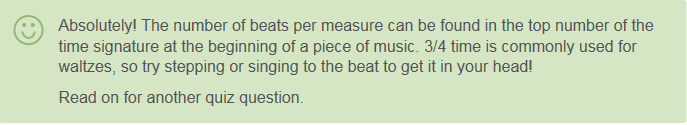 Absolutely! The number of beats per measure can be found in the top number of the
time signature at the beginning of a piece of music. 3/4 time is commonly used for
waltzes, so try stepping or singing to the beat to get it in your head!
Read on for another quiz question.